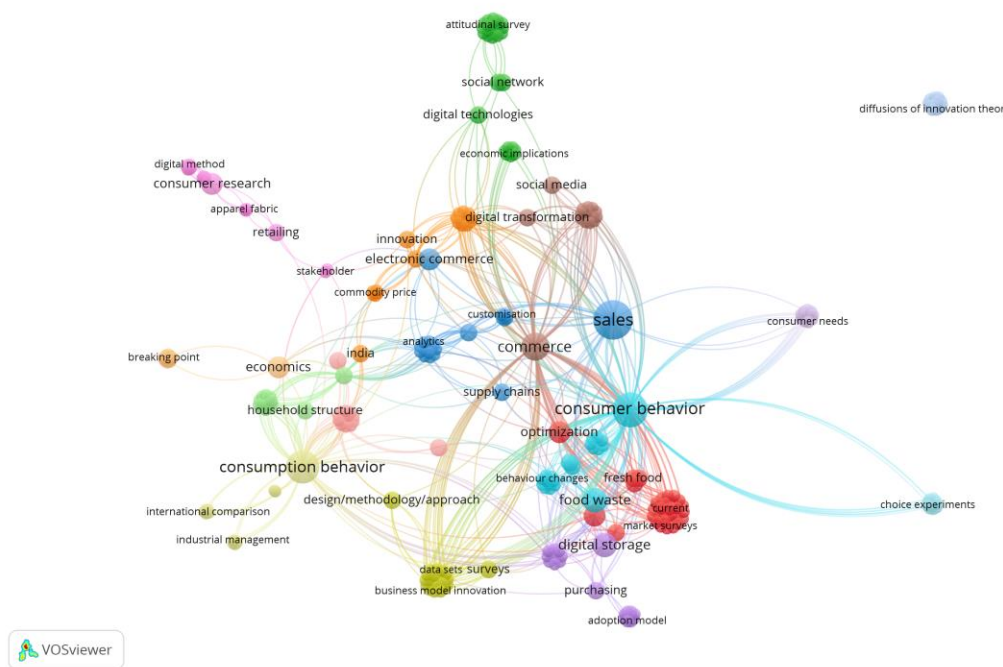 attitudinal survey
social network
diffusions of innovation theor
digital technologies
economic implications
digital method
consumer research
social media
apparel fabric
digital transformation
retailing
innovation
electronic commerce
stakeholder
commodity price
customisation
sales
consumer needs
analytics
commerce
india
breaking point
economics
supply chains
household structure
consumer behavior
optimization
consumption behavior
behaviour changes
fresh food
design/methodology/approach
food waste
current
choice experiments
international comparison
market surveys
industrial management
digital storage
data sets
surveys
business model innovation
purchasing
adoption model
VOSviewer